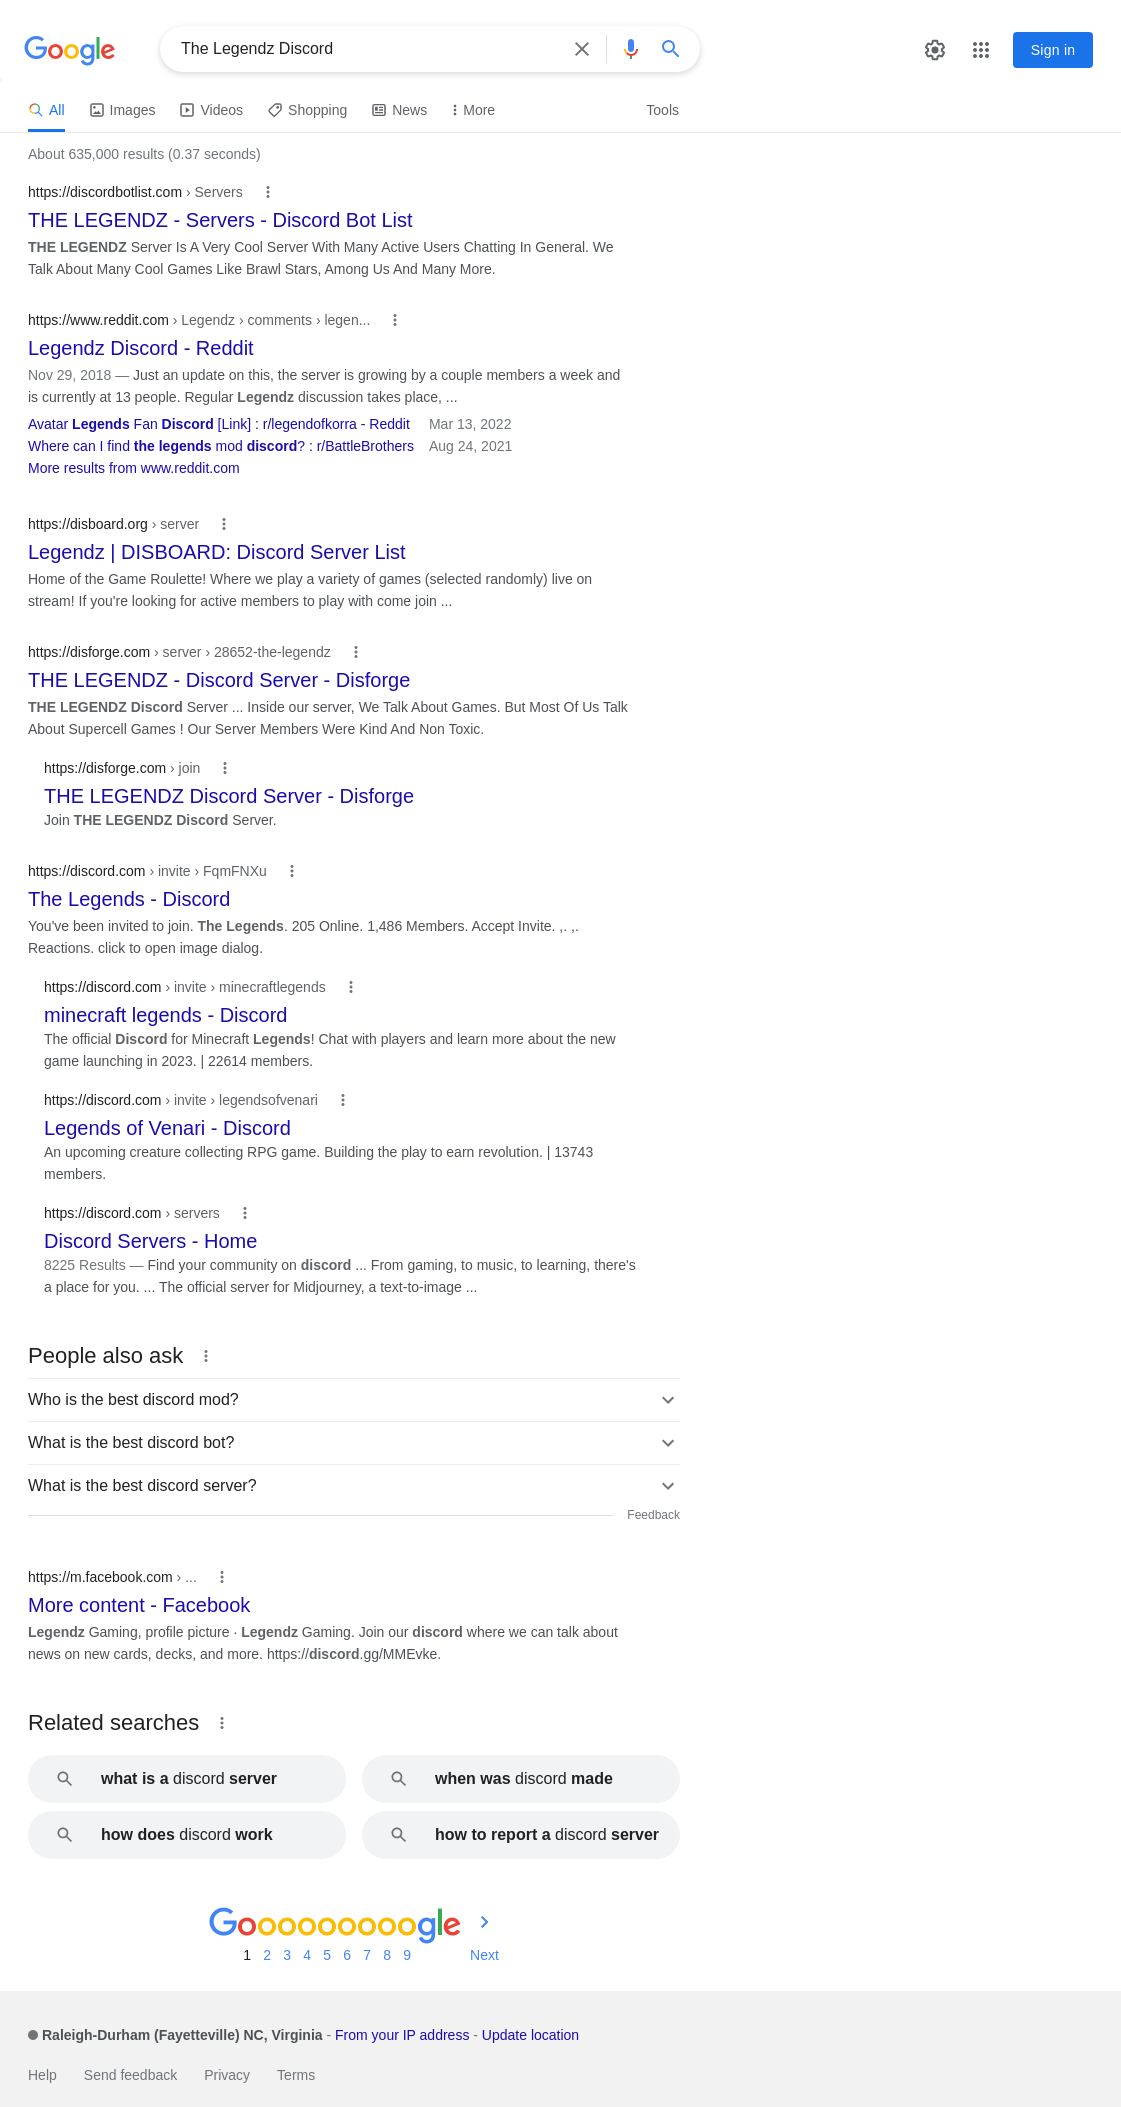 Google
The Legendz Discord
Sign in
All Images Videos Shopping News More Tools
About 635,000 results (0.37 seconds)
https://discordbotlist.com › Servers
THE LEGENDZ - Servers - Discord Bot List
THE LEGENDZ Server Is A Very Cool Server With Many Active Users Chatting In General. We
Talk About Many Cool Games Like Brawl Stars, Among Us And Many More.
https://www.reddit.com › Legendz › comments › legen...
Legendz Discord - Reddit
Nov 29, 2018 — Just an update on this, the server is growing by a couple members a week and
is currently at 13 people. Regular Legendz discussion takes place, ...
Avatar Legends Fan Discord [Link] : r/legendofkorra - Reddit Mar 13, 2022
Where can I find the legends mod discord? : r/BattleBrothers Aug 24, 2021
More results from www.reddit.com
https://disboard.org › server
Legendz | DISBOARD: Discord Server List
Home of the Game Roulette! Where we play a variety of games (selected randomly) live on
stream! If you're looking for active members to play with come join ...
https://disforge.com › server › 28652-the-legendz
THE LEGENDZ - Discord Server - Disforge
THE LEGENDZ Discord Server ... Inside our server, We Talk About Games. But Most Of Us Talk
About Supercell Games ! Our Server Members Were Kind And Non Toxic.
https://disforge.com › join
THE LEGENDZ Discord Server - Disforge
Join THE LEGENDZ Discord Server.
https://discord.com › invite › FqmFNXu
The Legends - Discord
You've been invited to join. The Legends. 205 Online. 1,486 Members. Accept Invite. ,. ,.
Reactions. click to open image dialog.
https://discord.com › invite › minecraftlegends
minecraft legends - Discord
The official Discord for Minecraft Legends! Chat with players and learn more about the new
game launching in 2023. | 22614 members.
https://discord.com › invite › legendsofvenari
Legends of Venari - Discord
An upcoming creature collecting RPG game. Building the play to earn revolution. | 13743
members.
https://discord.com › servers
Discord Servers - Home
8225 Results — Find your community on discord ... From gaming, to music, to learning, there's
a place for you. ... The official server for Midjourney, a text-to-image ...
People also ask
Who is the best discord mod?
What is the best discord bot?
What is the best discord server?
Feedback
https://m.facebook.com › ...
More content - Facebook
Legendz Gaming, profile picture · Legendz Gaming. Join our discord where we can talk about
news on new cards, decks, and more. https://discord.gg/MMEvke.
Related searches
what is a discord server
when was discord made
how does discord work
how to report a discord server
Goooooooooogle
1 2 3 4 5 6 7 8 9 Next
Raleigh-Durham (Fayetteville) NC, Virginia - From your IP address - Update location
Help Send feedback Privacy Terms